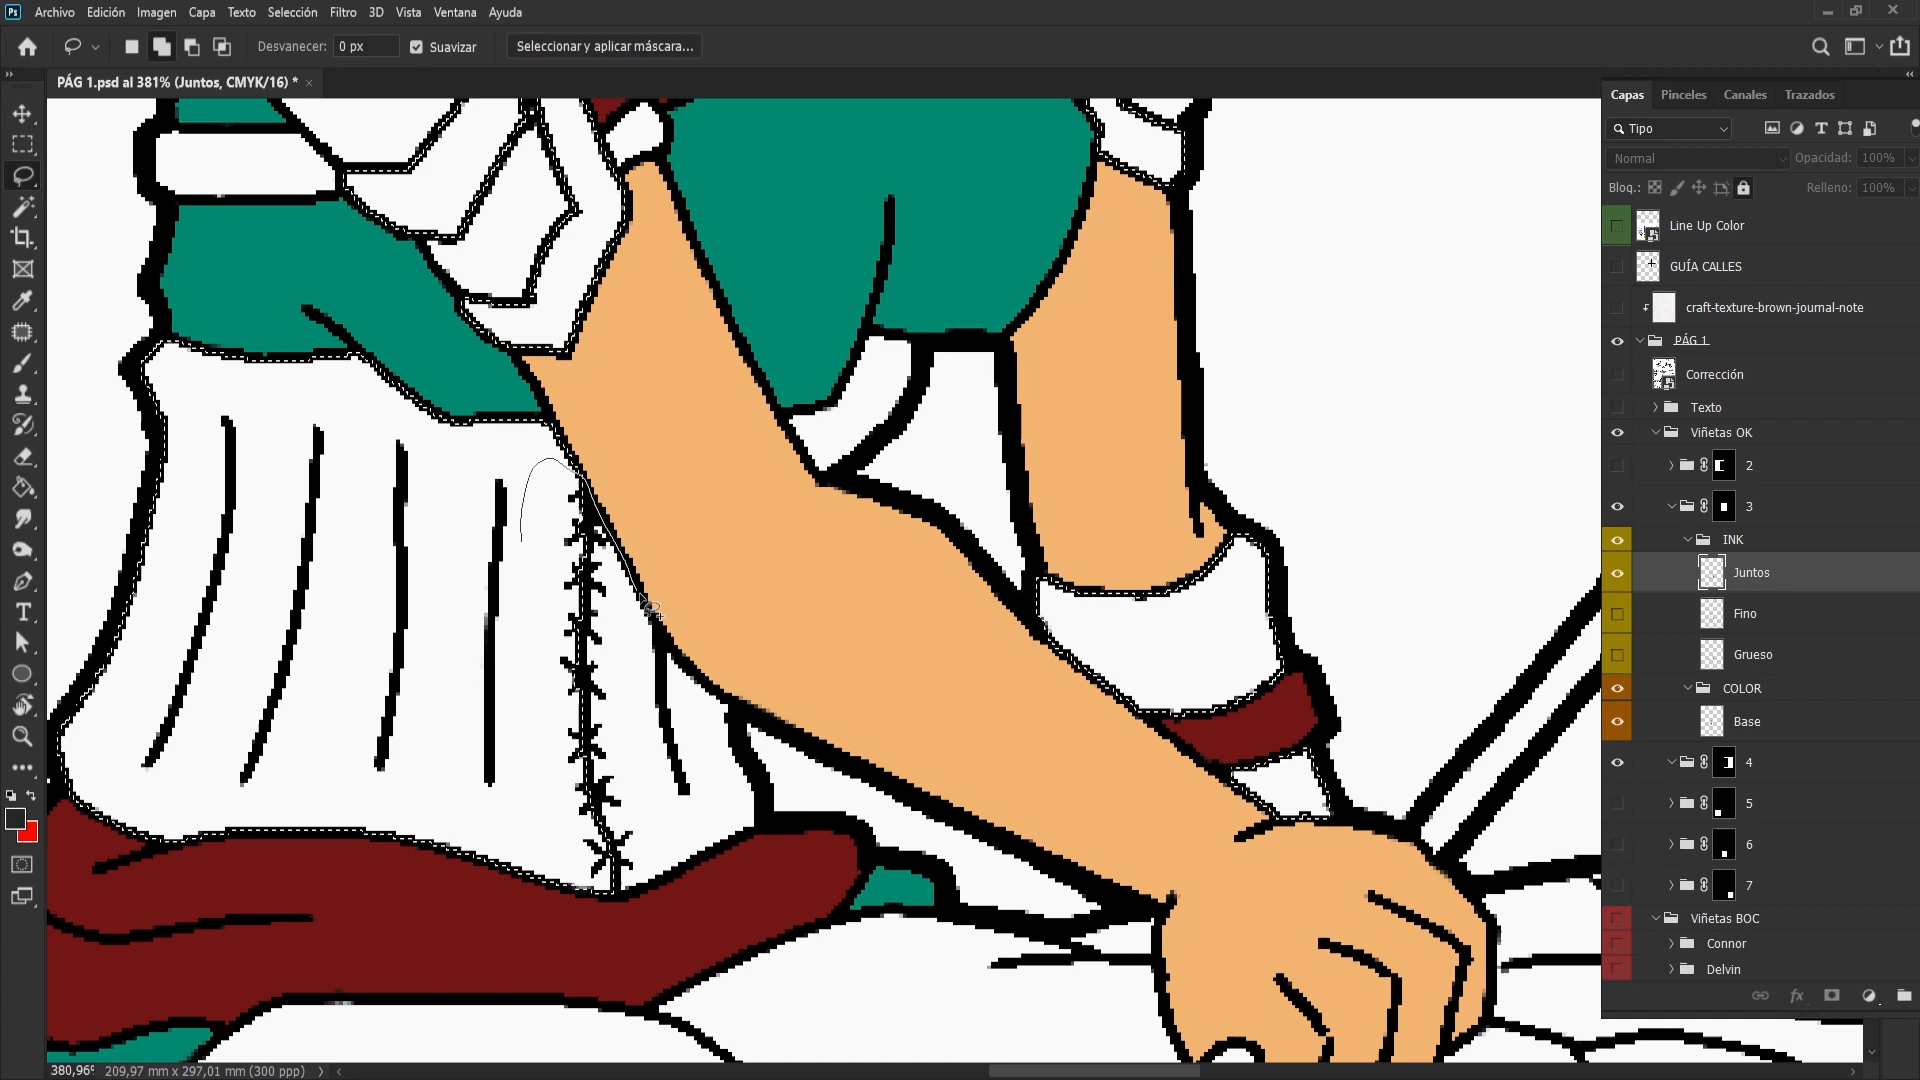 Ps Archivo Edición Imagen Capa Texto Selección Filtro 3D Vista Ventana Ayuda
Desvanecer: 0 px Suavizar Seleccionar y aplicar máscara...
PÁG 1.psd al 381% (Juntos, CMYK/16) * ×
Capas Pinceles Canales Trazados
Tipo
Normal Opacidad: 100%
Bloq.: Relleno: 100%
Line Up Color
GUÍA CALLES
craft-texture-brown-journal-note
PÁG 1
Corrección
Texto
Viñetas OK
2
3
INK
Juntos
Fino
Grueso
COLOR
Base
4
5
6
7
Viñetas BOC
Connor
Delvin
fx
380,96% 209,97 mm x 297,01 mm (300 ppp)